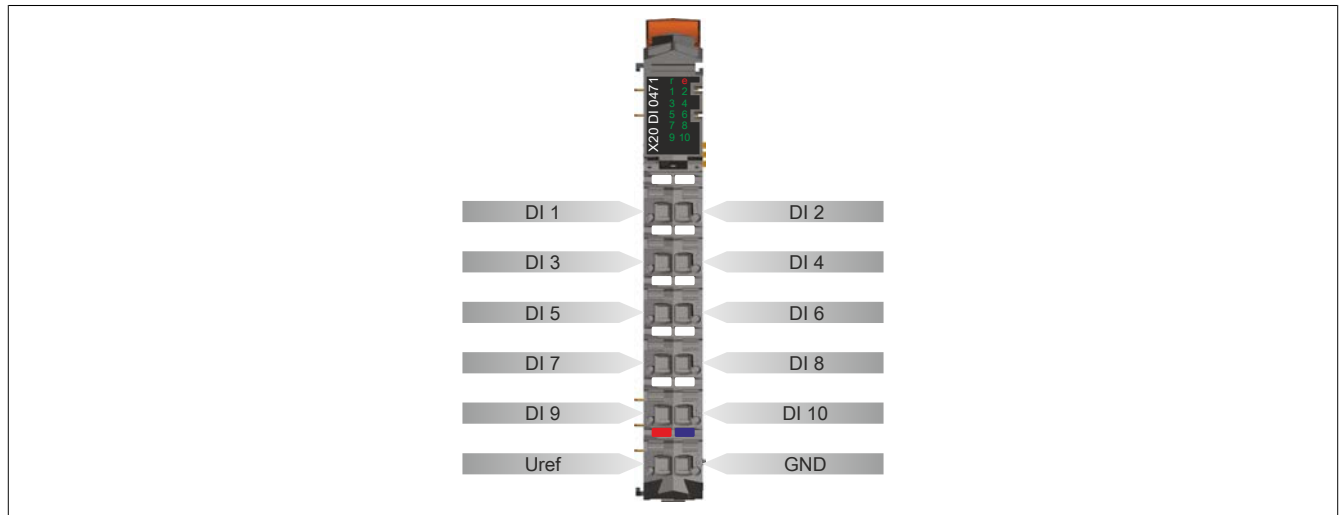 X20 DI 0471
r e
1 2
3 4
5 6
7 8
9 10
DI 1
DI 2
DI 3
DI 4
DI 5
DI 6
DI 7
DI 8
DI 9
DI 10
Uref
GND